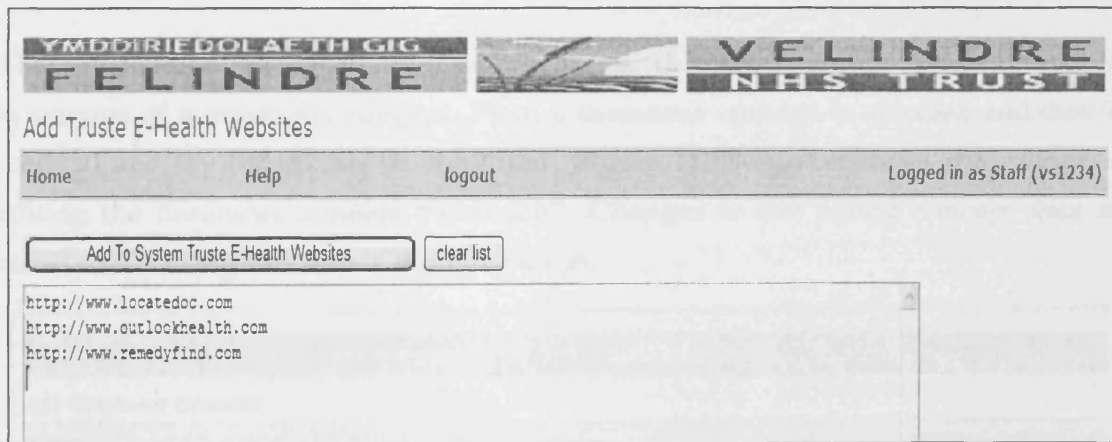 YMDDIRIEDOLAETH GIG
FELINDRE
VELINDRE
NHS TRUST
Add Truste E-Health Websites
Home Help logout Logged in as Staff (vs1234)
Add To System Truste E-Health Websites clear list
http://www.locatedoc.com
http://www.outlookhealth.com
http://www.remedyfind.com